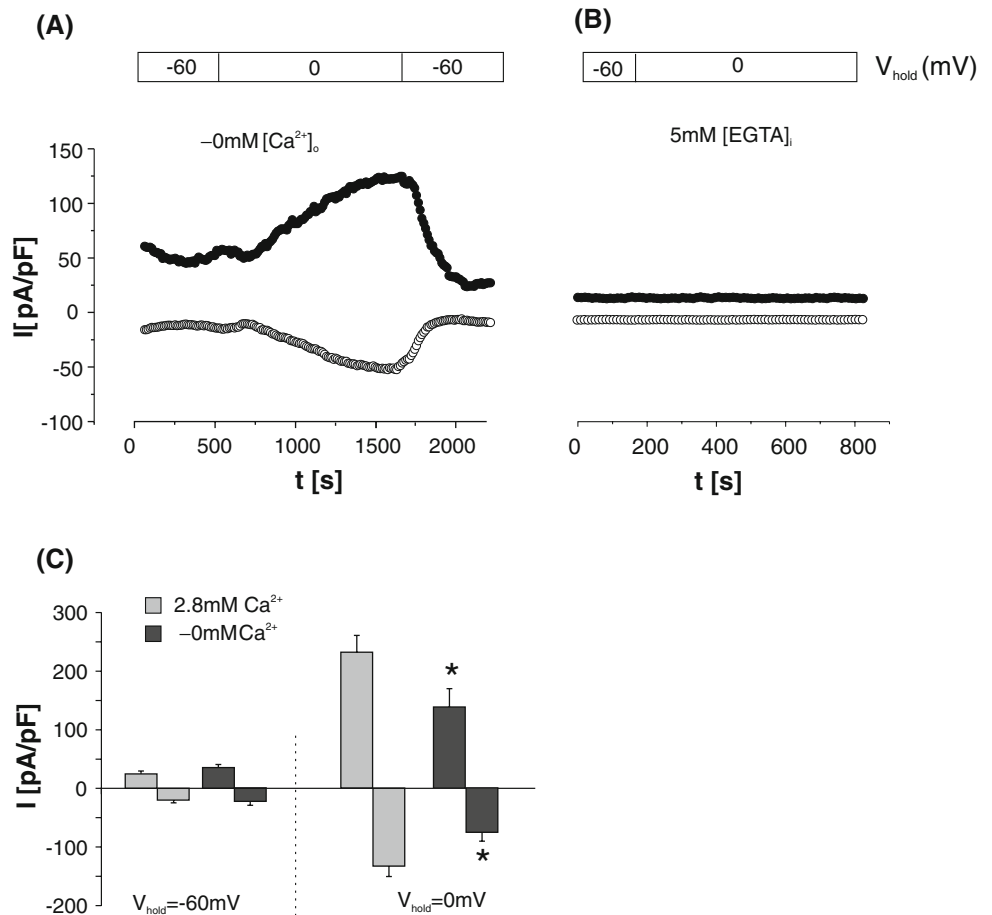 (A)
(B)
-60 0 -60
-60 0
V_hold (mV)
−0mM [Ca²⁺]ₒ
5mM [EGTA]ᵢ
150
100
50
0
-50
-100
I[pA/pF]
0 500 1000 1500 2000
t [s]
0 200 400 600 800
t [s]
(C)
2.8mM Ca²⁺
−0mMCa²⁺
300
200
100
0
-100
-200
I [pA/pF]
*
*
V_hold=-60mV
V_hold=0mV